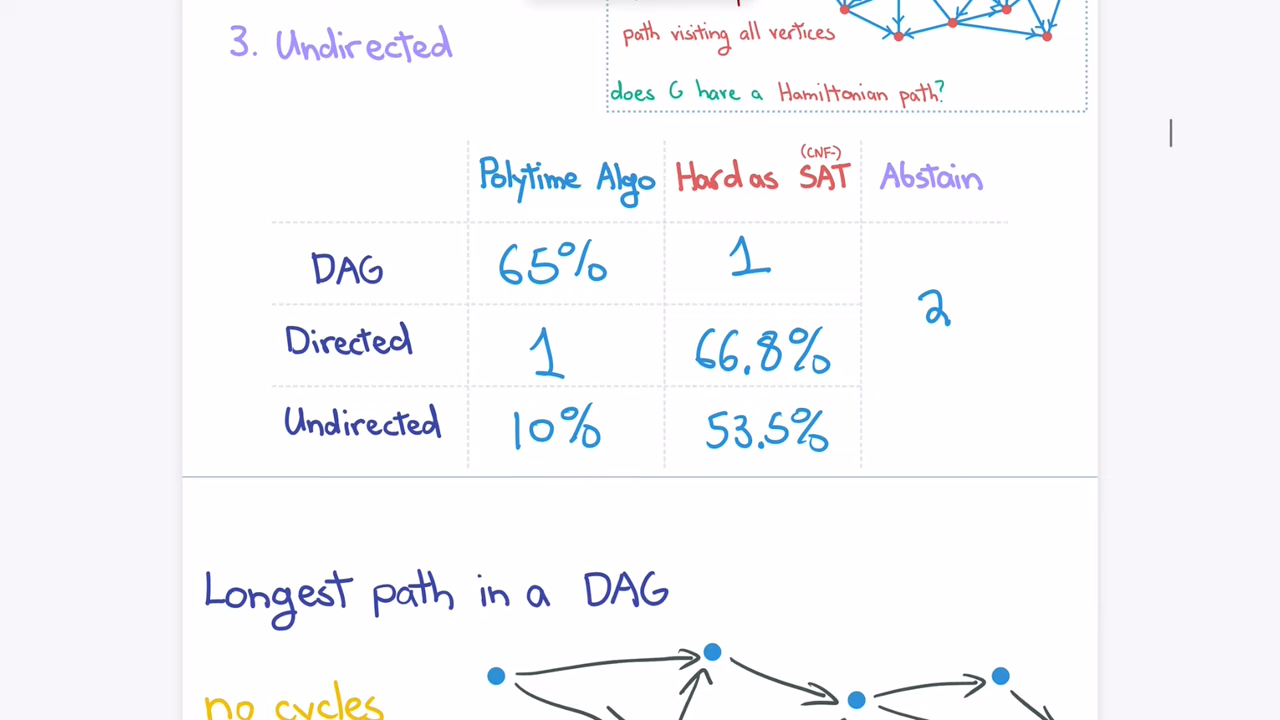 3. Undirected
path visiting all vertices
does G have a Hamiltonian path?
Polytime Algo Hard as (CNF-) SAT Abstain
DAG 65% 1
2
Directed 1 66.8%
Undirected 10% 53.5%
Longest path in a DAG
no cycles